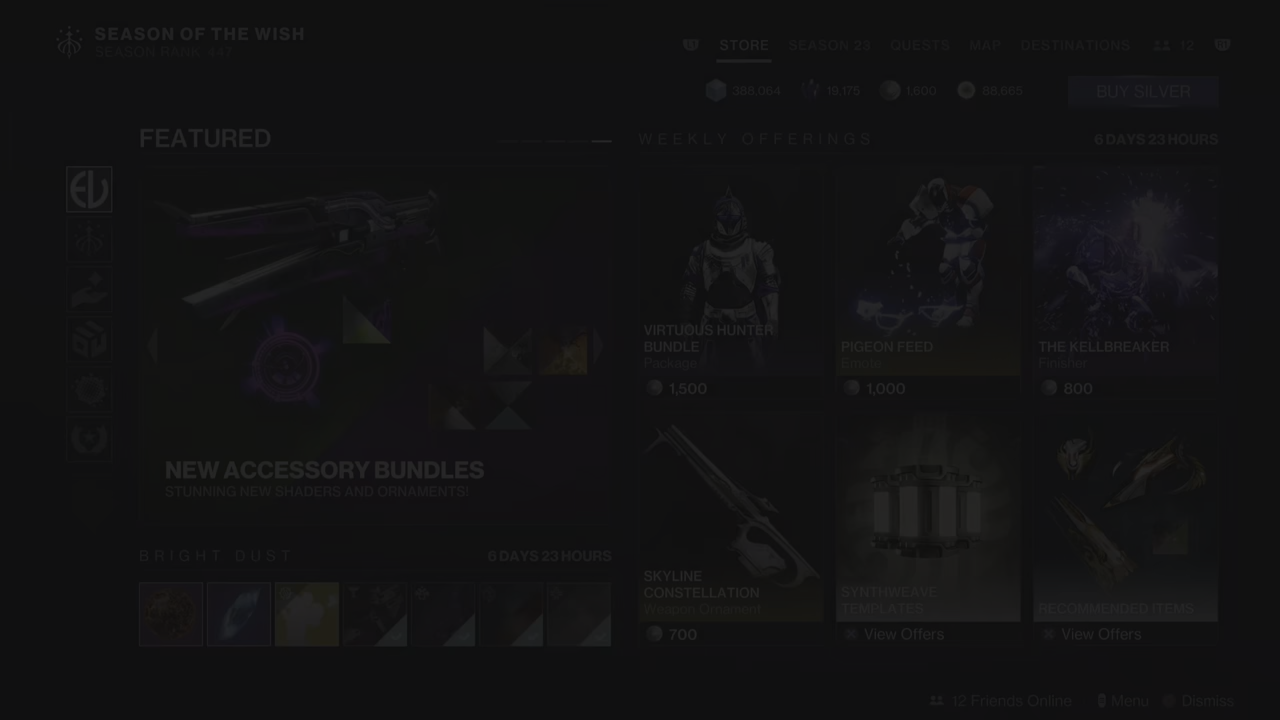 SEASON OF THE WISH
SEASON RANK 447
STORE
SEASON 23
QUESTS
MAP
DESTINATIONS
12
388,064
19,175
1,600
88,665
BUY SILVER
FEATURED
WEEKLY OFFERINGS
6 DAYS 23 HOURS
VIRTUOUS HUNTER
BUNDLE
Package
1,500
PIGEON FEED
Emote
1,000
THE KELLBREAKER
Finisher
800
NEW ACCESSORY BUNDLES
STUNNING NEW SHADERS AND ORNAMENTS!
BRIGHT DUST
6 DAYS 23 HOURS
SKYLINE
CONSTELLATION
Weapon Ornament
700
SYNTHWEAVE
TEMPLATES
View Offers
RECOMMENDED ITEMS
View Offers
12 Friends Online
Menu
Dismiss